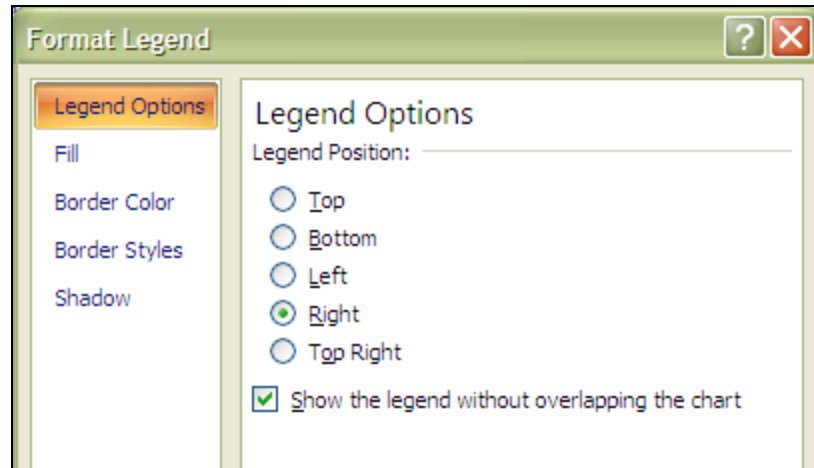 Format Legend
?
Legend Options
Fill
Border Color
Border Styles
Shadow
Legend Options
Legend Position:
Top
Bottom
Left
Right
Top Right
Show the legend without overlapping the chart